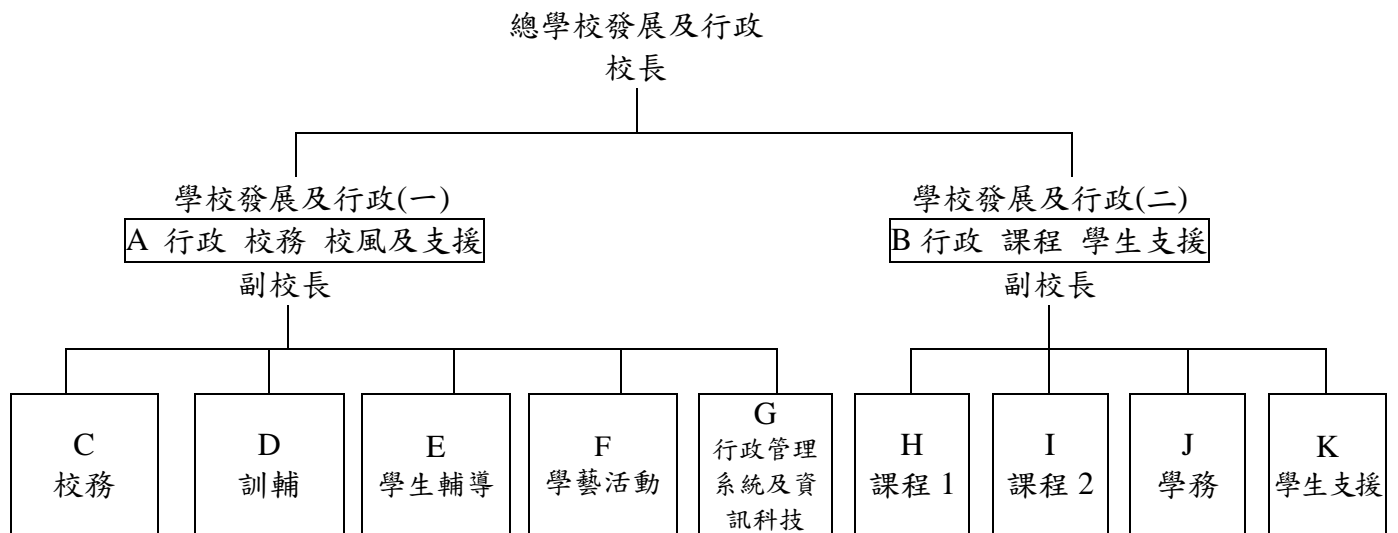 總學校發展及行政
校長
學校發展及行政(一)
A 行政 校務 校風及支援
副校長
學校發展及行政(二)
B 行政 課程 學生支援
副校長
C
校務
D
訓輔
E
學生輔導
F
學藝活動
G
行政管理
系統及資
訊科技
H
課程 1
I
課程 2
J
學務
K
學生支援